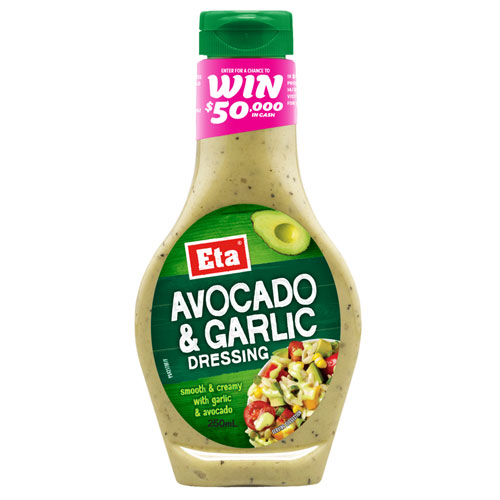 ENTER FOR A CHANCE TO
WIN
$50,000
IN CASH
Eta®
AVOCADO
& GARLIC
DRESSING
smooth & creamy
with garlic
& avocado
250mL